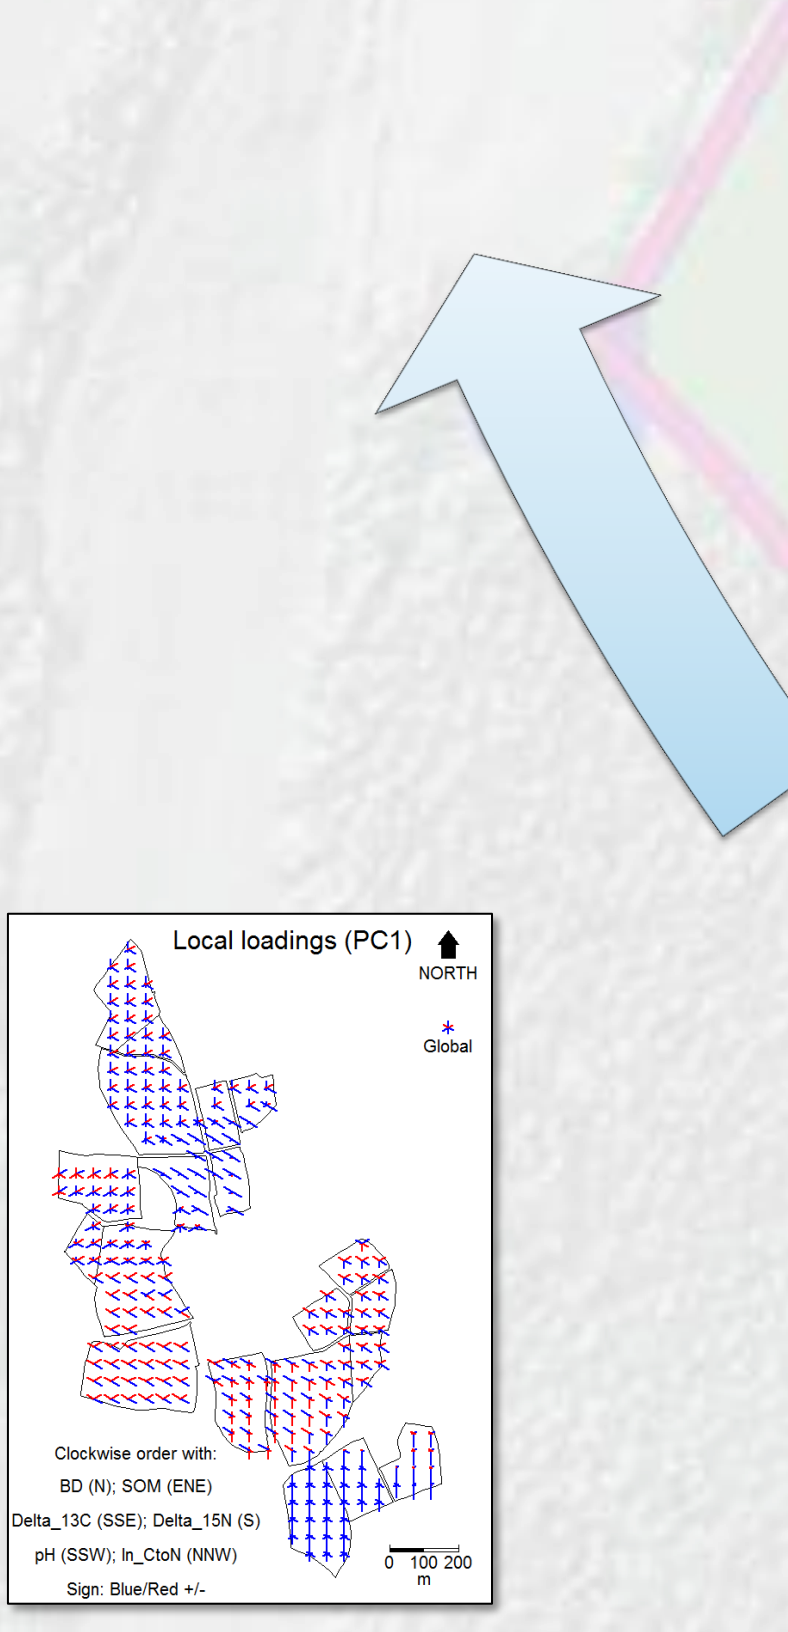 Local loadings (PC1)
NORTH
Global
Clockwise order with:
BD (N); SOM (ENE)
Delta_13C (SSE); Delta_15N (S)
pH (SSW); ln_CtoN (NNW)
Sign: Blue/Red +/-
0 100 200
m